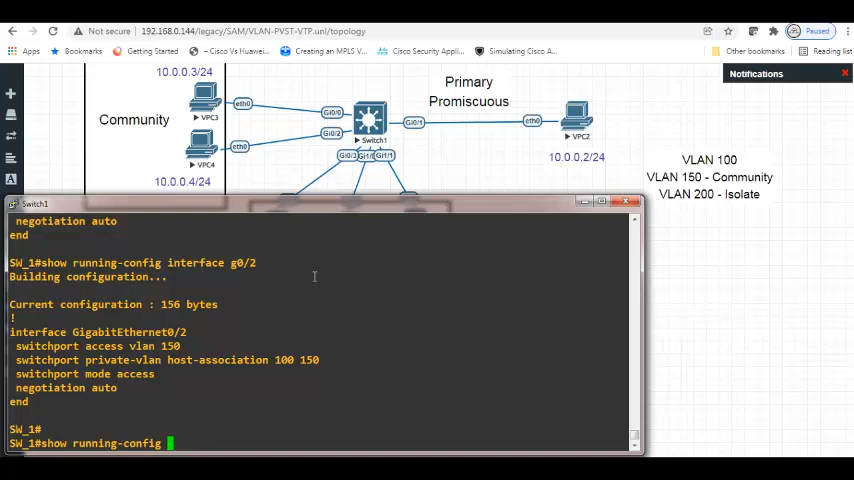 Not secure | 192.168.0.144/legacy/SAM/VLAN-PVST-VTP.unl/topology
Paused
Apps
Bookmarks
Getting Started
– Cisco Vs Huawei...
Creating an MPLS V...
Cisco Security Appli...
Simulating Cisco A...
Other bookmarks
Reading list
Notifications
10.0.0.3/24
Primary
Promiscuous
Community
eth0
VPC3
Gi0/0
Switch1
Gi0/1
eth0
VPC2
VPC4
eth0
Gi0/2
10.0.0.4/24
Gi0/3
Gi1/1
10.0.0.2/24
VLAN 100
VLAN 150 - Community
VLAN 200 - Isolate
Switch1
negotiation auto
end
SW_1#show running-config interface g0/2
Building configuration...
Current configuration : 156 bytes
!
interface GigabitEthernet0/2
switchport access vlan 150
switchport private-vlan host-association 100 150
switchport mode access
negotiation auto
end
SW_1#
SW_1#show running-config